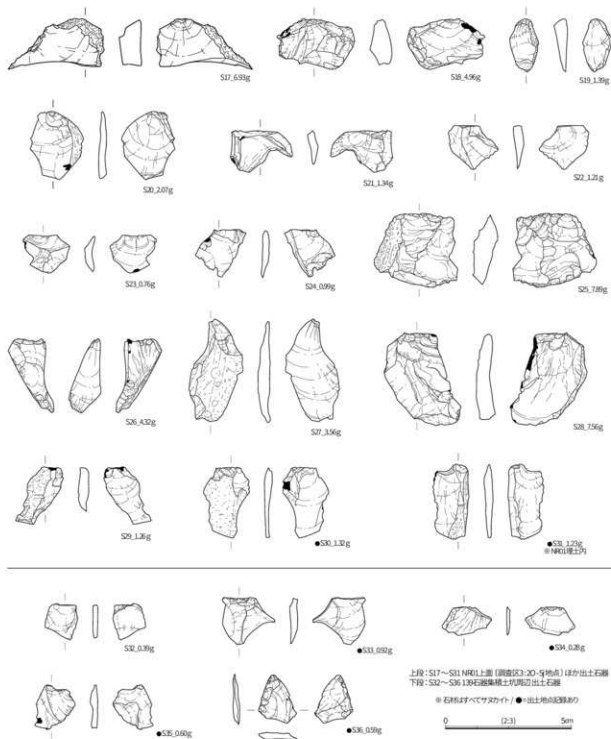 S17_6.93g
S18_4.96g
S19_1.39g
S20_2.07g
S21_1.34g
S22_1.21g
S23_0.76g
S24_0.99g
S25_7.89g
S26_4.32g
S27_3.56g
S28_7.56g
S29_1.26g
●S30_1.32g
●S31_1.23g
※NR01埋土内
S32_0.39g
●S33_0.92g
●S34_0.28g
●S35_0.60g
●S36_0.59g
上段:S17〜S31 NR01上面(調査区3:20-5j地点)ほか出土石器
下段:S32〜S36 139石器集積土坑周辺出土石器
※石材はすべてサヌカイト/●=出土地点記録あり
0 (2:3) 5cm